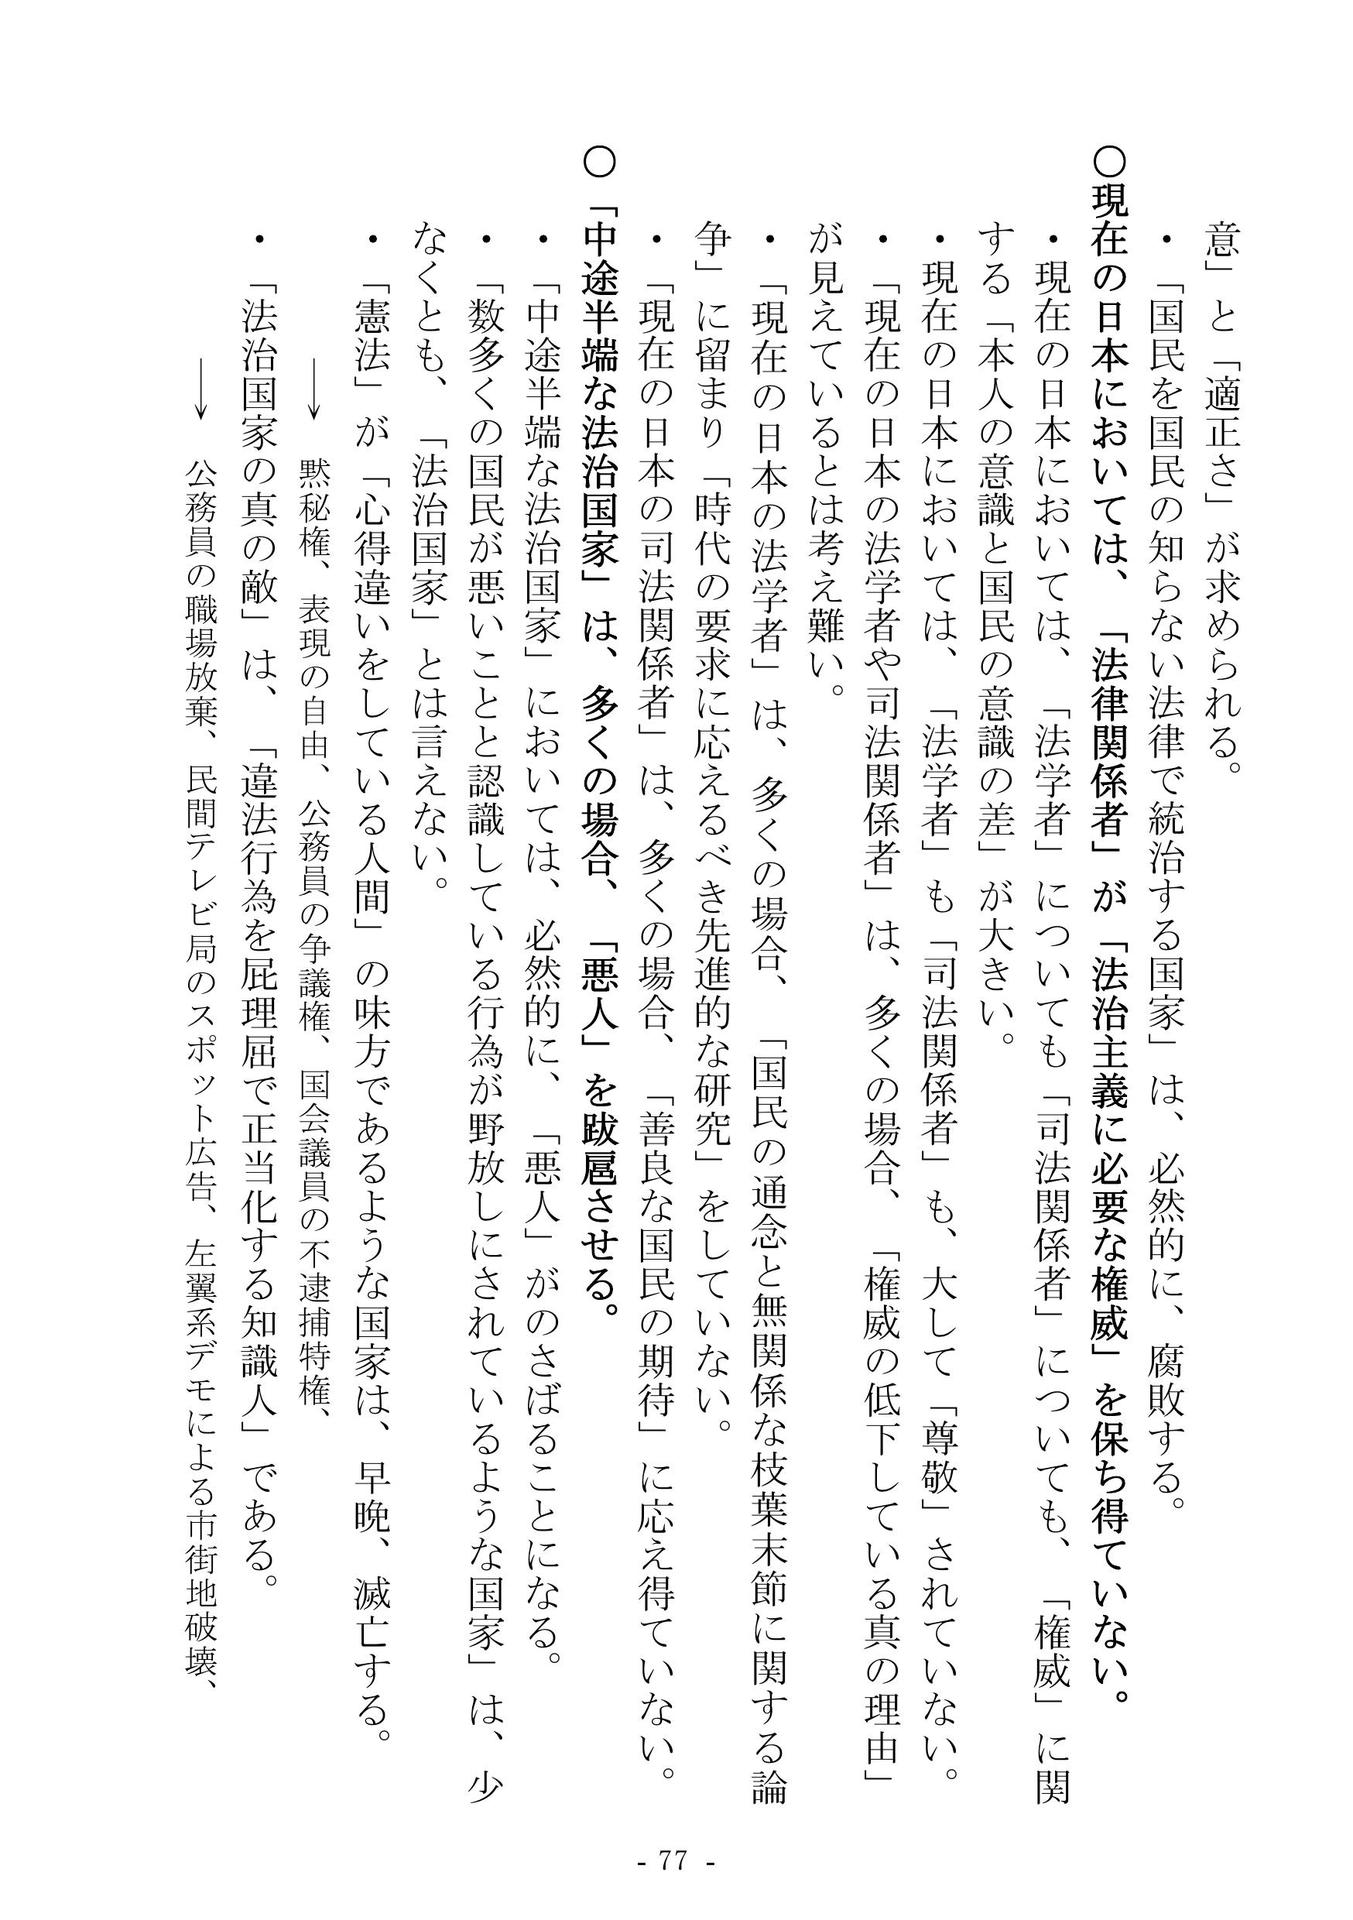 意」と「適正さ」が求められる。
・「国民を国民の知らない法律で統治する国家」は、必然的に、腐敗する。
〇現在の日本においては、「法律関係者」が「法治主義に必要な権威」を保ち得ていない。
・現在の日本においては、「法学者」についても「司法関係者」についても、「権威」に関
する「本人の意識と国民の意識の差」が大きい。
・現在の日本においては、「法学者」も「司法関係者」も、大して「尊敬」されていない。
・「現在の日本の法学者や司法関係者」は、多くの場合、「権威の低下している真の理由」
が見えているとは考え難い。
・「現在の日本の法学者」は、多くの場合、「国民の通念と無関係な枝葉末節に関する論
争」に留まり「時代の要求に応えるべき先進的な研究」をしていない。
・「現在の日本の司法関係者」は、多くの場合、「善良な国民の期待」に応え得ていない。
〇「中途半端な法治国家」は、多くの場合、「悪人」を跋扈させる。
・「中途半端な法治国家」においては、必然的に、「悪人」がのさばることになる。
・「数多くの国民が悪いことと認識している行為が野放しにされているような国家」は、少
なくとも、「法治国家」とは言えない。
・「憲法」が「心得違いをしている人間」の味方であるような国家は、早晩、滅亡する。
→ 黙秘権、表現の自由、公務員の争議権、国会議員の不逮捕特権、
・「法治国家の真の敵」は、「違法行為を屁理屈で正当化する知識人」である。
→ 公務員の職場放棄、民間テレビ局のスポット広告、左翼系デモによる市街地破壊、
- 77 -